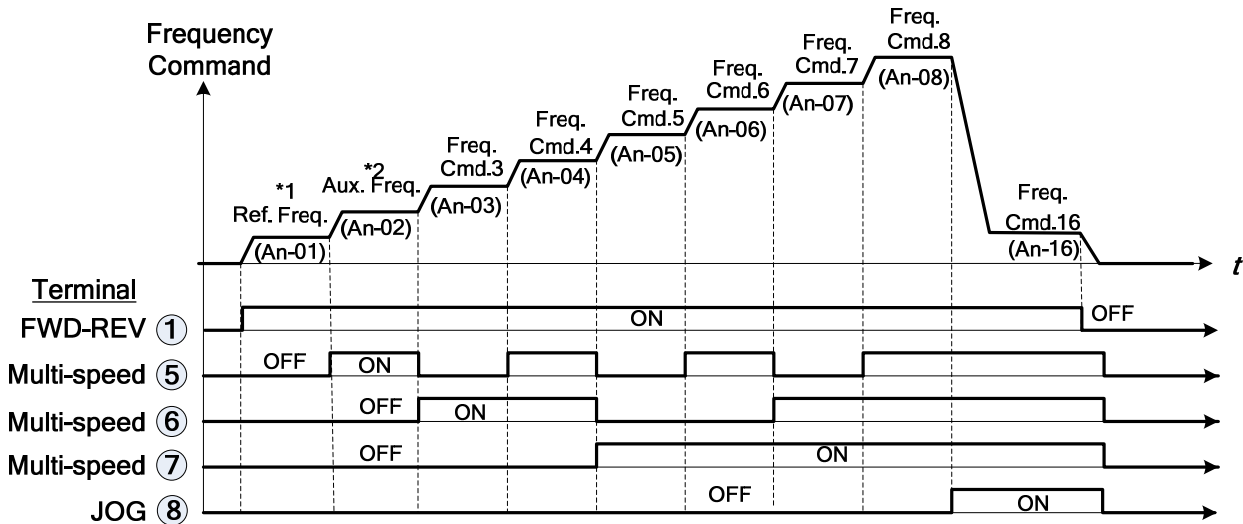 Frequency
Command
*1
Ref. Freq.
(An-01)
*2
Aux. Freq.
(An-02)
Freq.
Cmd.3
(An-03)
Freq.
Cmd.4
(An-04)
Freq.
Cmd.5
(An-05)
Freq.
Cmd.6
(An-06)
Freq.
Cmd.7
(An-07)
Freq.
Cmd.8
(An-08)
Freq.
Cmd.16
(An-16)
t
Terminal
FWD-REV 1 ON OFF
Multi-speed 5 OFF ON
Multi-speed 6 OFF ON
Multi-speed 7 OFF ON
JOG 8 OFF ON